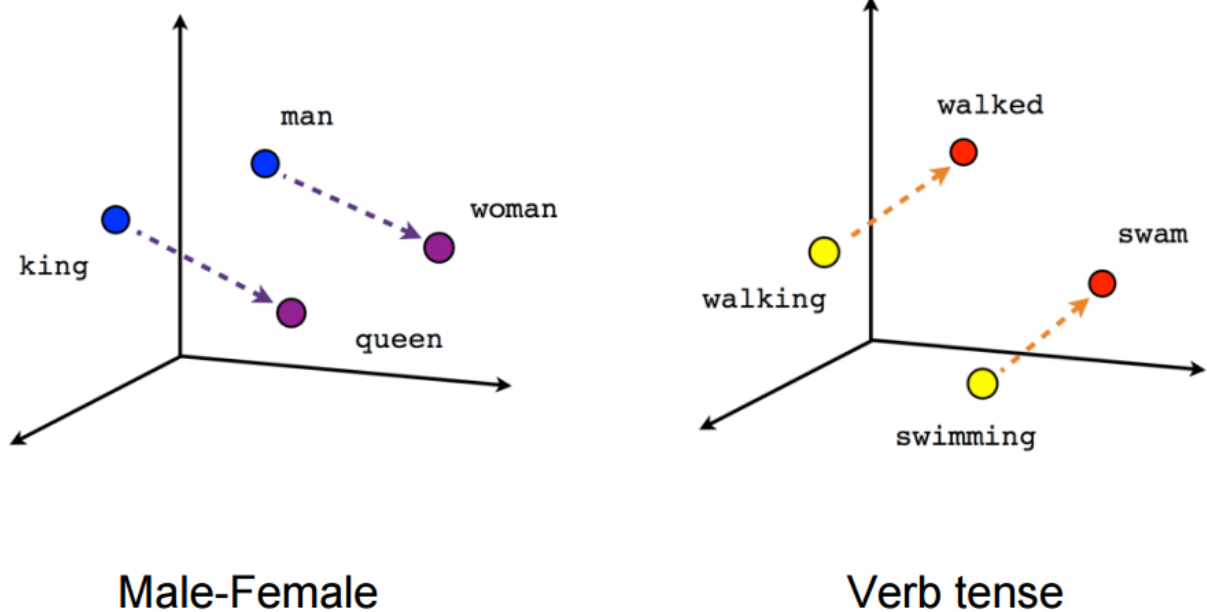 man
woman
king
queen
Male-Female
walked
swam
walking
swimming
Verb tense